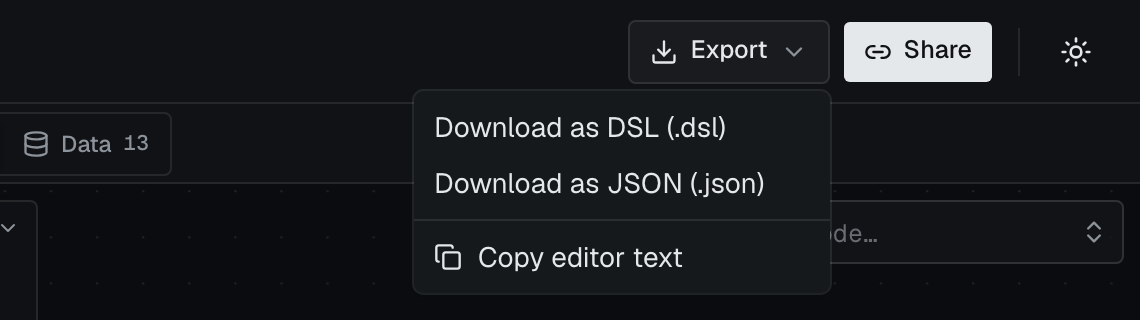 Export
Share
Data 13
Download as DSL (.dsl)
Download as JSON (.json)
Copy editor text